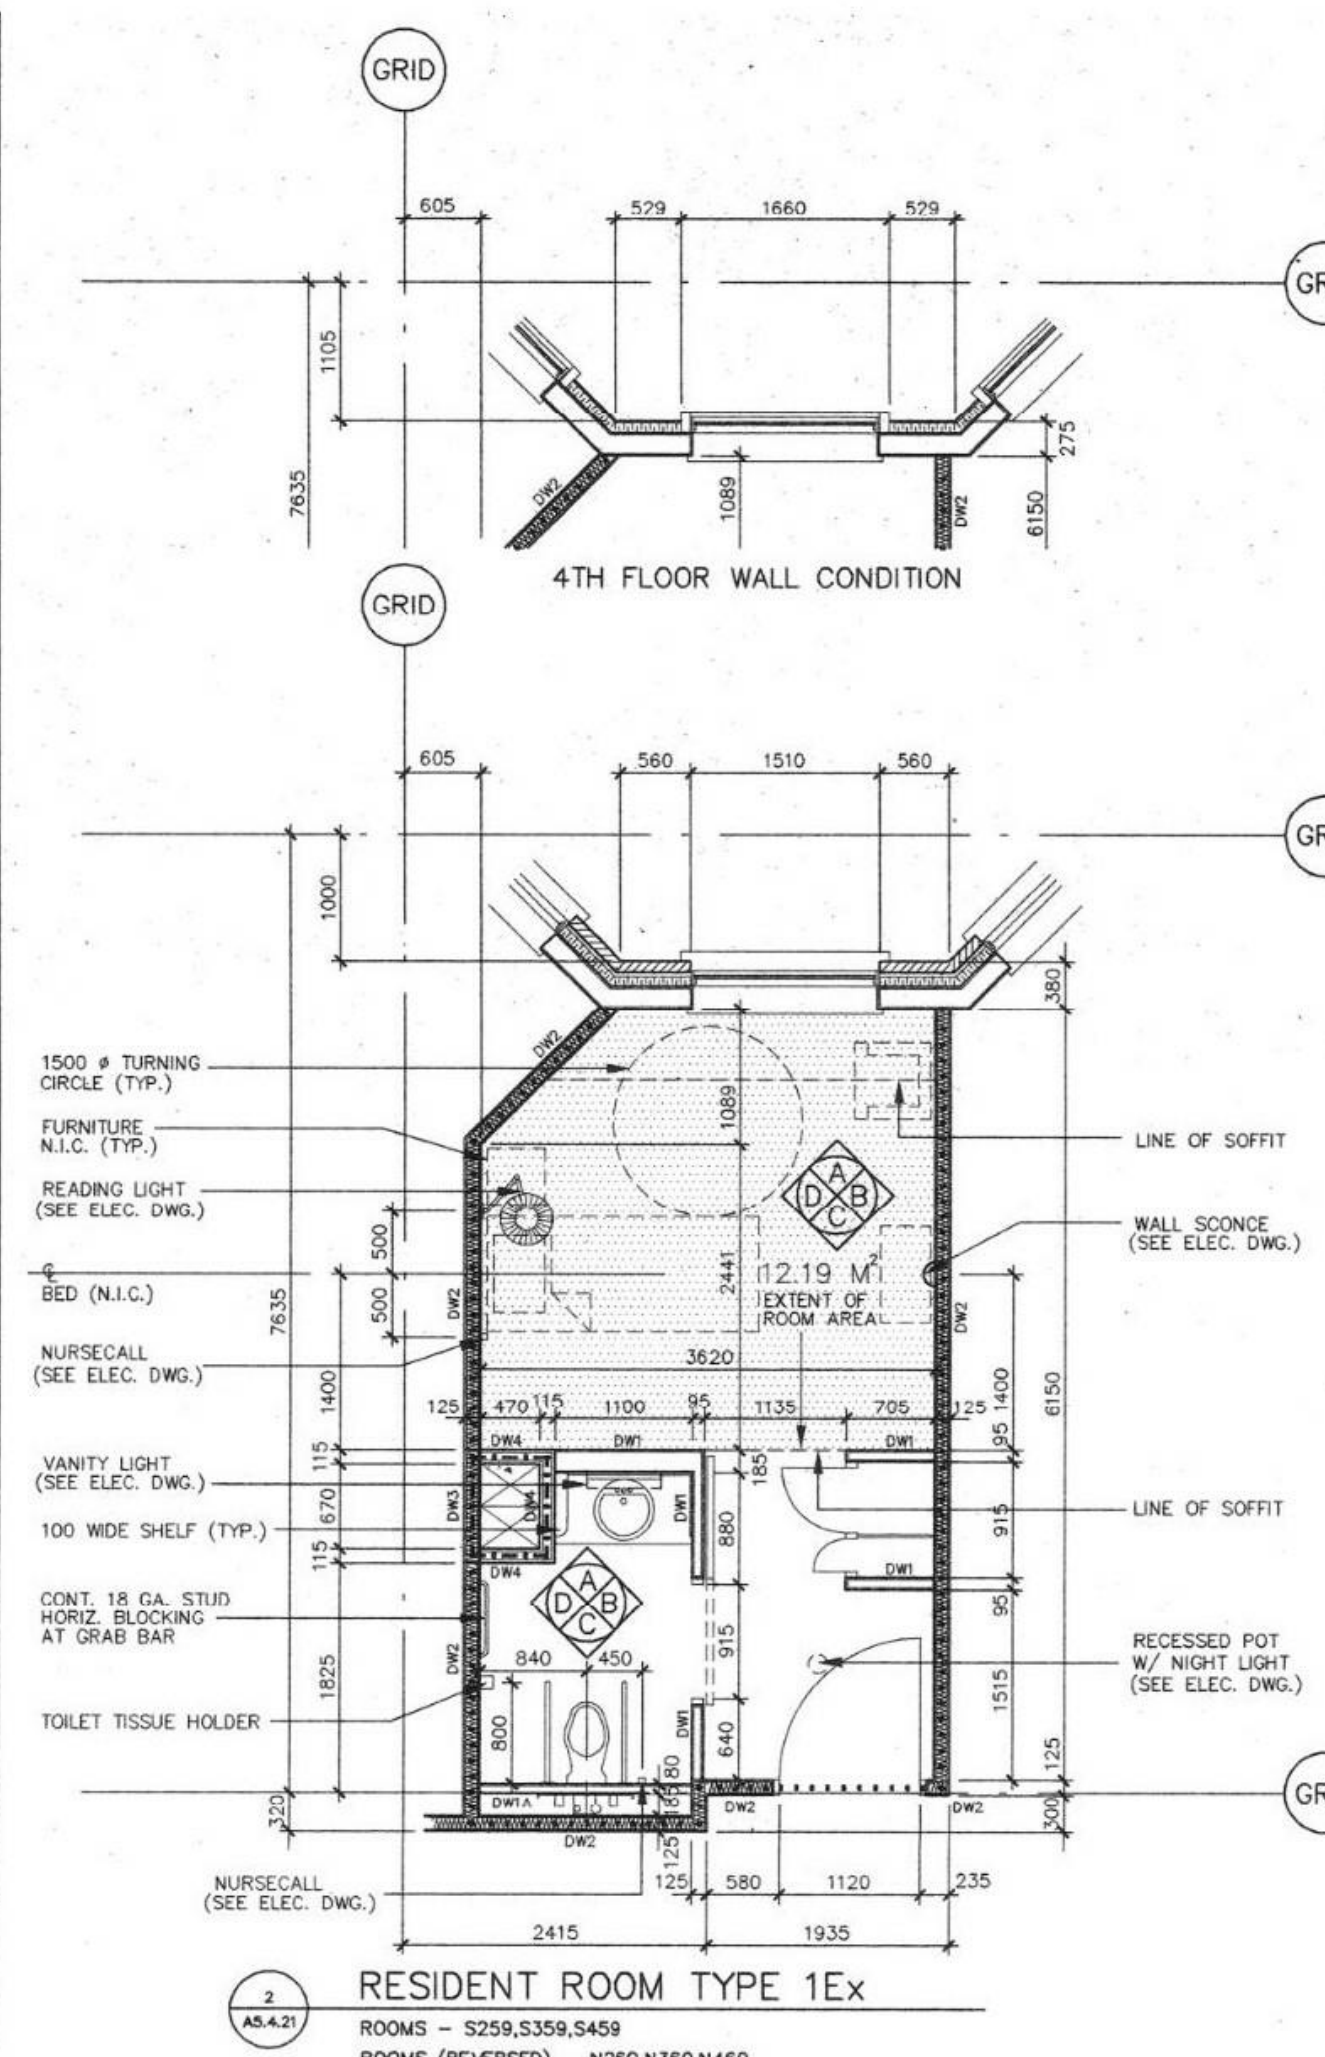 GRID
605
529
1660
529
GR
1105
7635
275
1089
6150
DW2
DW2
4TH FLOOR WALL CONDITION
GRID
605
560
1510
560
GR
1000
380
DW2
1500 ø TURNING
CIRCLE (TYP.)
1089
FURNITURE
N.I.C. (TYP.)
LINE OF SOFFIT
READING LIGHT
(SEE ELEC. DWG.)
A
D B
C
WALL SCONCE
(SEE ELEC. DWG.)
500
2441
12.19 M²
EXTENT OF
ROOM AREA
℄
BED (N.I.C.)
7635
500
DW2
DW2
NURSECALL
(SEE ELEC. DWG.)
3620
1400
1400
6150
125
470
115
1100
95
1135
705
125
DW4
DW1
DW1
95
VANITY LIGHT
(SEE ELEC. DWG.)
115
185
DW3
DW4
DW1
670
880
915
LINE OF SOFFIT
100 WIDE SHELF (TYP.)
115
DW4
DW1
A
D B
C
95
CONT. 18 GA. STUD
HORIZ. BLOCKING
AT GRAB BAR
915
DW2
840
450
RECESSED POT
W/ NIGHT LIGHT
(SEE ELEC. DWG.)
1825
1515
TOILET TISSUE HOLDER
800
DW1
640
80
125
GR
DW1A
185
DW2
DW2
320
300
DW2
125
NURSECALL
(SEE ELEC. DWG.)
125
580
1120
235
2415
1935
2
A5.4.21
RESIDENT ROOM TYPE 1Ex
ROOMS – S259,S359,S459
ROOMS (REVERSED) – N269,N369,N469